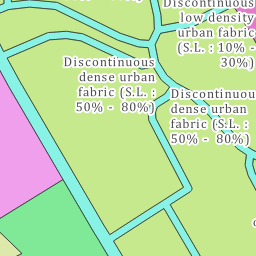 Discontinuous
low density
urban fabric
(S.L. : 10% -
30%)
Discontinuous
dense urban
fabric (S.L. :
50% -  80%)
Discontinuous
dense urban
fabric (S.L. :
50% -  80%)